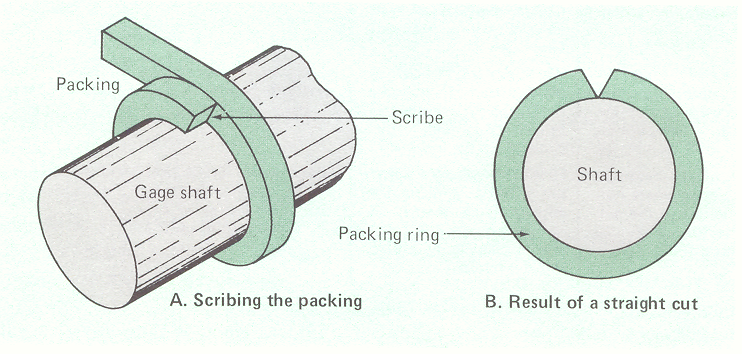 Packing
Scribe
Gage shaft
Shaft
Packing ring
A. Scribing the packing
B. Result of a straight cut